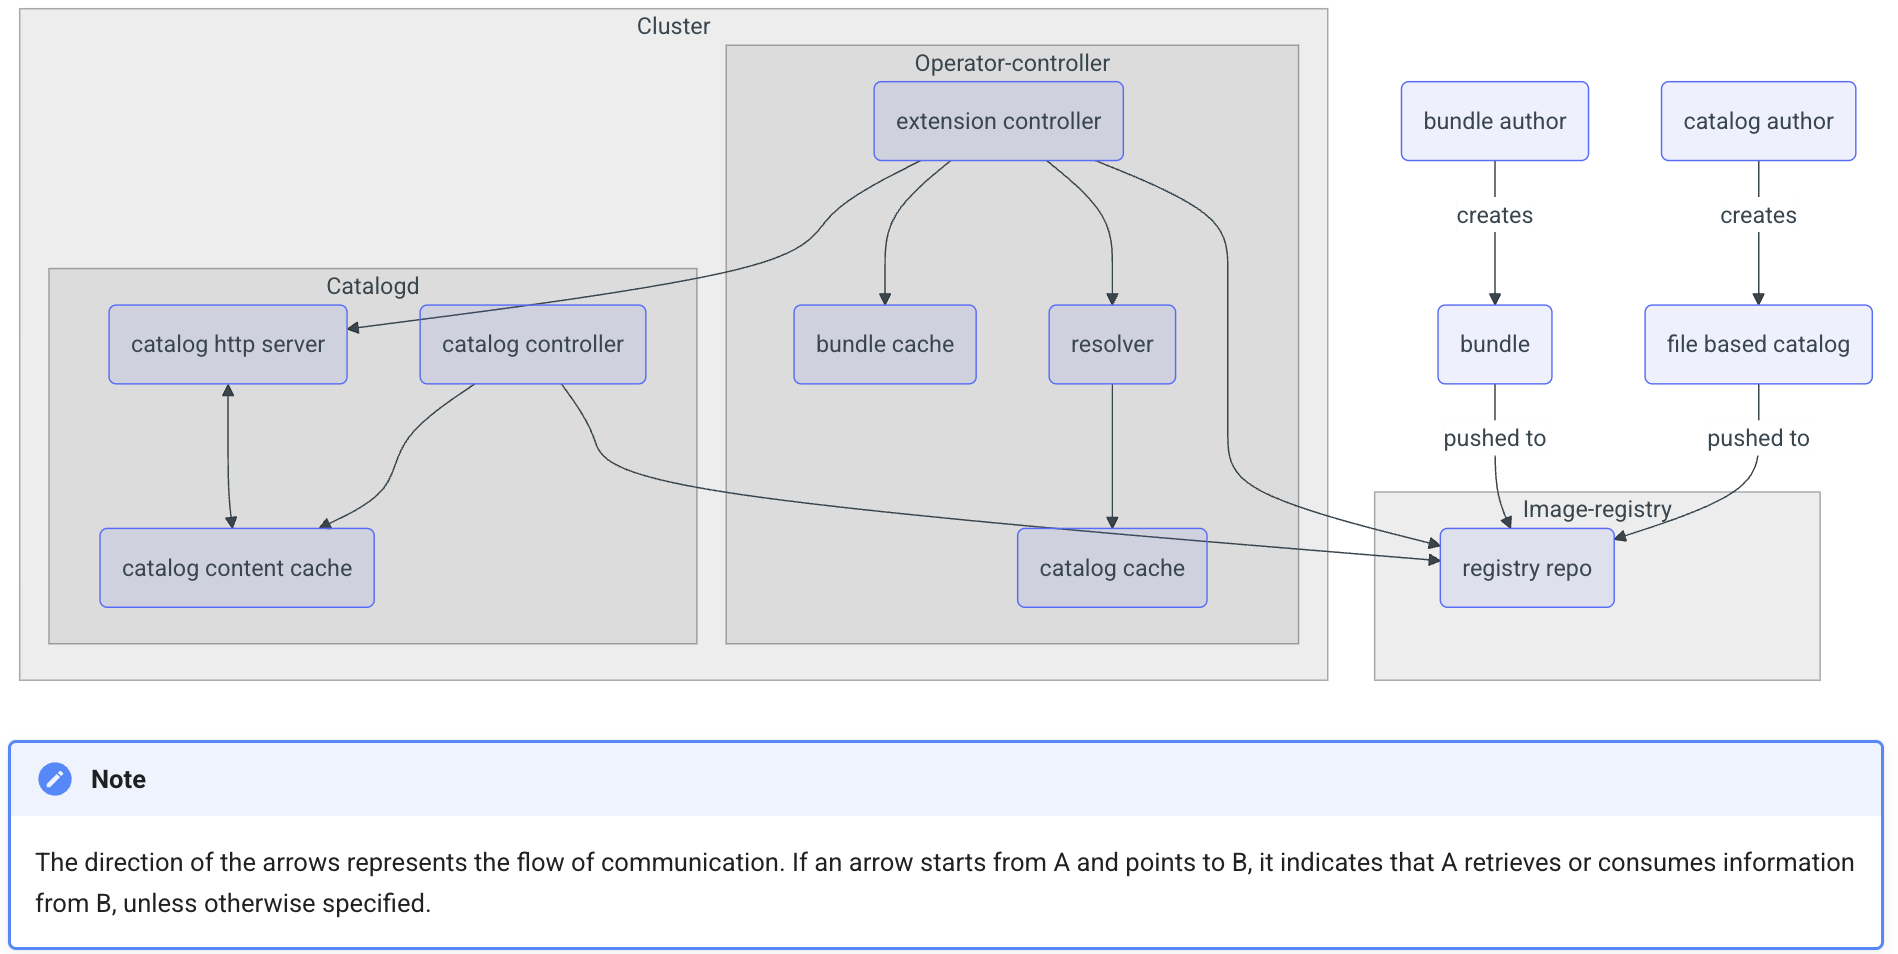 Cluster
Operator-controller
extension controller
bundle author
catalog author
creates
creates
Catalogd
catalog http server
catalog controller
bundle cache
resolver
bundle
file based catalog
pushed to
pushed to
Image-registry
catalog content cache
catalog cache
registry repo
Note
The direction of the arrows represents the flow of communication. If an arrow starts from A and points to B, it indicates that A retrieves or consumes information
from B, unless otherwise specified.